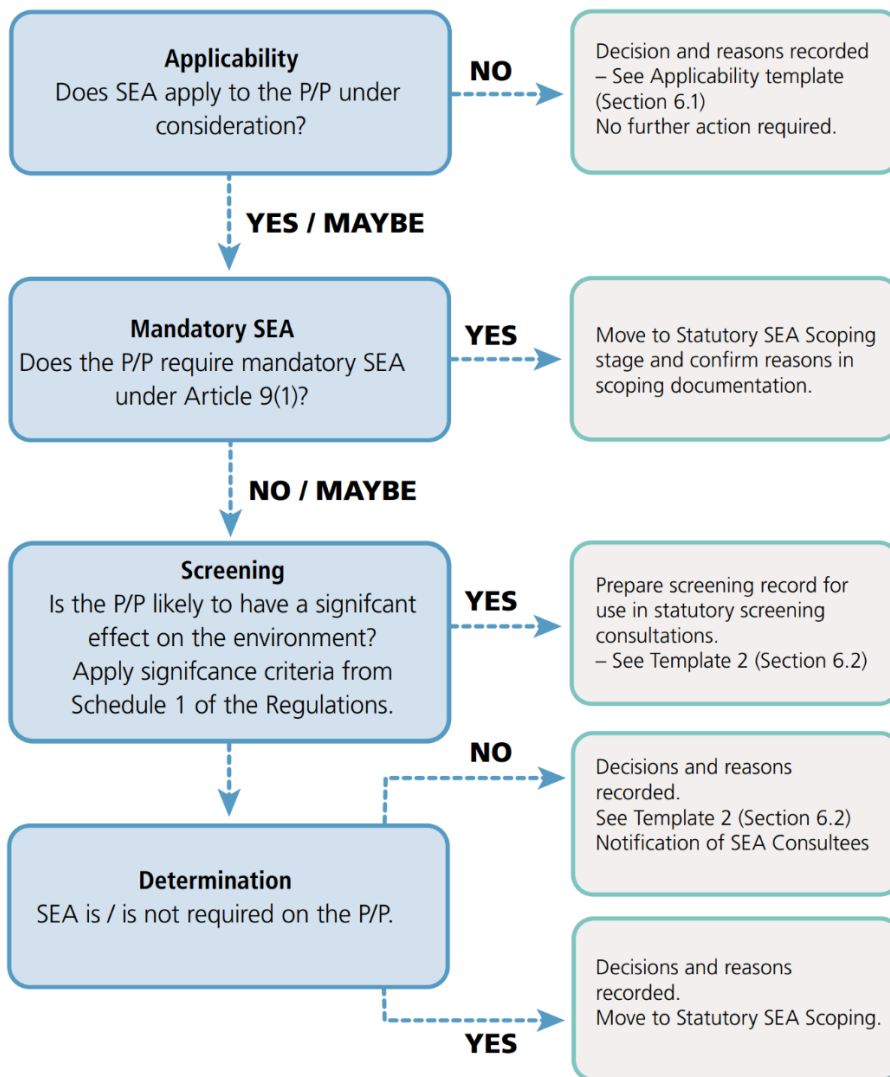 Applicability
Does SEA apply to the P/P under
consideration?
NO
Decision and reasons recorded
– See Applicability template
(Section 6.1)
No further action required.
YES / MAYBE
Mandatory SEA
Does the P/P require mandatory SEA
under Article 9(1)?
YES
Move to Statutory SEA Scoping
stage and confirm reasons in
scoping documentation.
NO / MAYBE
Screening
Is the P/P likely to have a signifcant
effect on the environment?
Apply signifcance criteria from
Schedule 1 of the Regulations.
YES
Prepare screening record for
use in statutory screening
consultations.
– See Template 2 (Section 6.2)
NO
Decisions and reasons
recorded.
See Template 2 (Section 6.2)
Notification of SEA Consultees
Determination
SEA is / is not required on the P/P.
YES
Decisions and reasons
recorded.
Move to Statutory SEA Scoping.